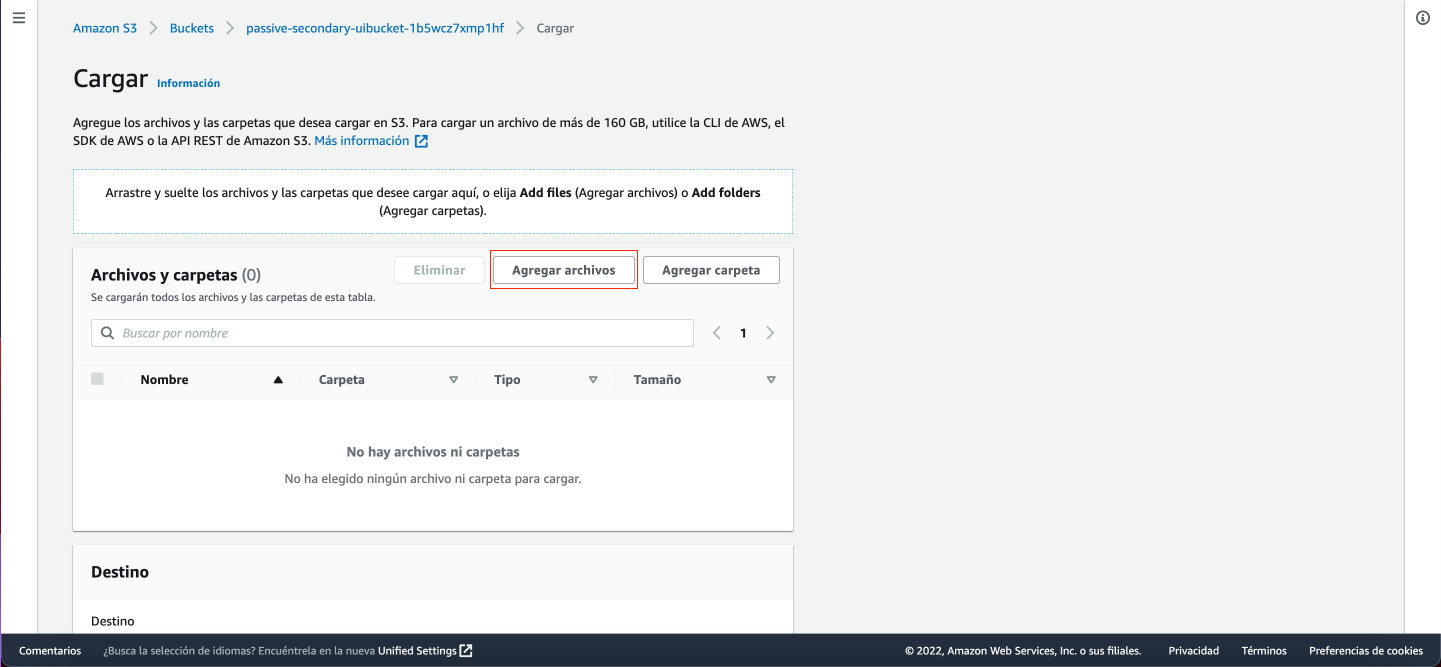 Amazon S3 > Buckets > passive-secondary-uibucket-1b5wcz7xmp1hf > Cargar
Cargar Información
Agregue los archivos y las carpetas que desea cargar en S3. Para cargar un archivo de más de 160 GB, utilice la CLI de AWS, el
SDK de AWS o la API REST de Amazon S3. Más información
Arrastre y suelte los archivos y las carpetas que desee cargar aquí, o elija Add files (Agregar archivos) o Add folders
(Agregar carpetas).
Archivos y carpetas (0) Eliminar Agregar archivos Agregar carpeta
Se cargarán todos los archivos y las carpetas de esta tabla.
Buscar por nombre 1
Nombre Carpeta Tipo Tamaño
No hay archivos ni carpetas
No ha elegido ningún archivo ni carpeta para cargar.
Destino
Destino
Comentarios ¿Busca la selección de idiomas? Encuéntrela en la nueva Unified Settings © 2022, Amazon Web Services, Inc. o sus filiales. Privacidad Términos Preferencias de cookies